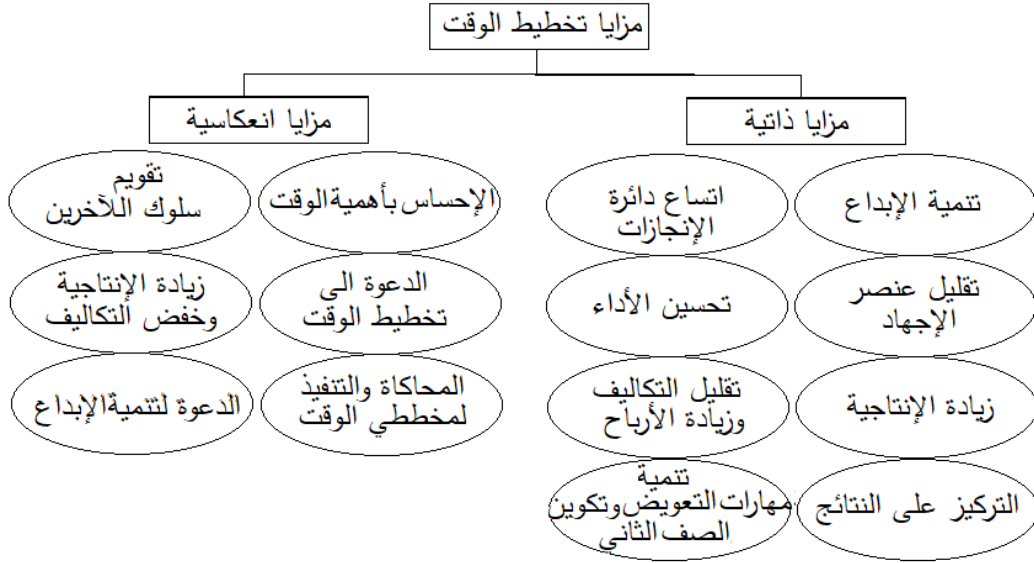 مزايا تخطيط الوقت
مزايا ذاتية
مزايا انعكاسية
تنمية الإبداع
اتساع دائرة
الإنجازات
الإحساس بأهمية الوقت
تقويم
سلوك اللآخرين
تقليل عنصر
الإجهاد
تحسين الأداء
الدعوة الى
تخطيط الوقت
زيادة الإنتاجية
وخفض التكاليف
زيادة الإنتاجية
تقليل التكاليف
وزيادة الأرباح
المحاكاة والتنفيذ
لمخططي الوقت
الدعوة لتنمية الإبداع
التركيز على النتائج
تنمية
مهارات التعويض وتكوين
الصف الثاني